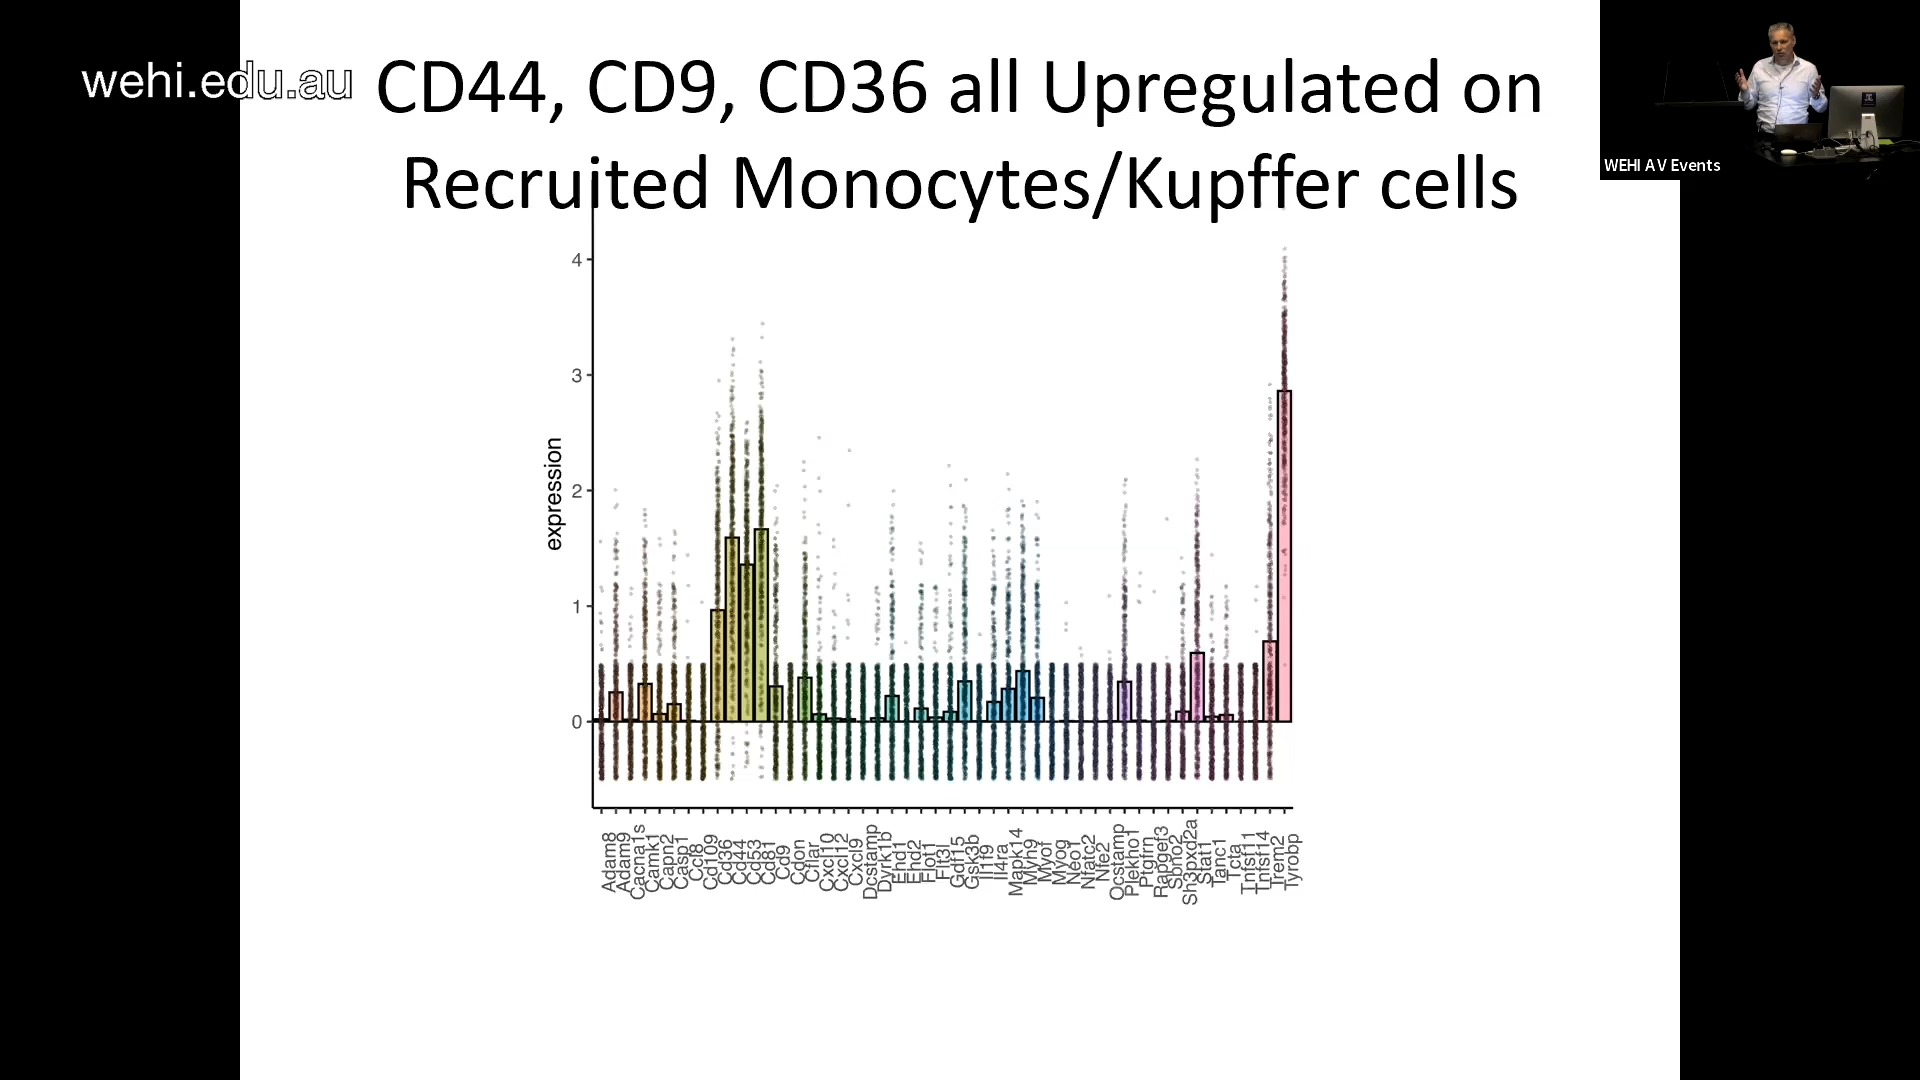 wehi.edu.au
CD44, CD9, CD36 all Upregulated on
Recruited Monocytes/Kupffer cells
WEHI AV Events
4
3
2
1
0
expression
Adam8
Adam9
Cacna1s
Camk1
Capn2
Casp1
Ccl8
Cd109
Cd36
Cd44
Cd53
Cd81
Cd9
Cdon
Cflar
Cxcl10
Cxcl12
Cxcl9
Dcstamp
Dyrk1b
Ehd1
Ehd2
Flot1
Flt3l
Gdf15
Gsk3b
Il1f9
Il4ra
Mapk14
Myh9
Myof
Myog
Neo1
Nfatc2
Nfe2
Ocstamp
Plekho1
Ptgfrn
Rapgef3
Sbno2
Sh3pxd2a
Stat1
Tanc1
Tcta
Tnfsf11
Tnfsf14
Trem2
Tyrobp